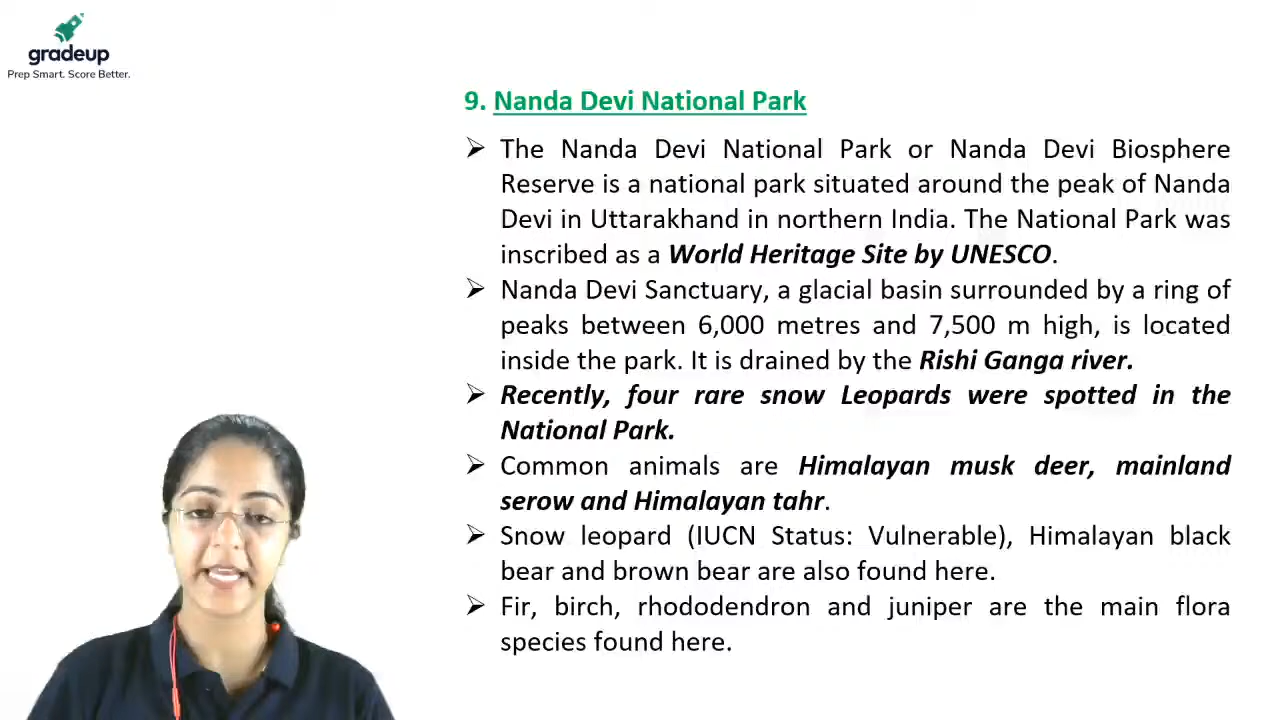 gradeup
Prep Smart. Score Better.
9. Nanda Devi National Park
➢ The Nanda Devi National Park or Nanda Devi Biosphere
Reserve is a national park situated around the peak of Nanda
Devi in Uttarakhand in northern India. The National Park was
inscribed as a World Heritage Site by UNESCO.
➢ Nanda Devi Sanctuary, a glacial basin surrounded by a ring of
peaks between 6,000 metres and 7,500 m high, is located
inside the park. It is drained by the Rishi Ganga river.
➢ Recently, four rare snow Leopards were spotted in the
National Park.
➢ Common animals are Himalayan musk deer, mainland
serow and Himalayan tahr.
➢ Snow leopard (IUCN Status: Vulnerable), Himalayan black
bear and brown bear are also found here.
➢ Fir, birch, rhododendron and juniper are the main flora
species found here.